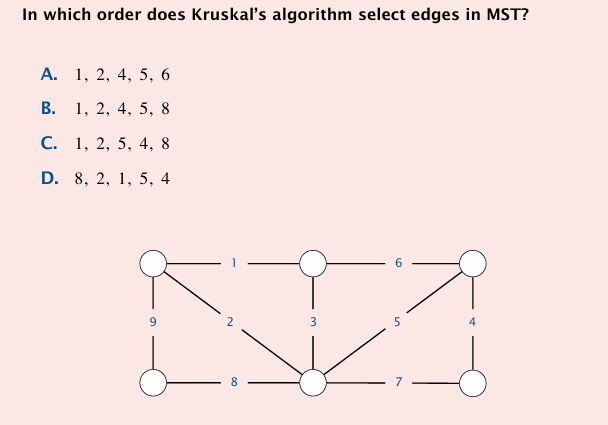 In which order does Kruskal's algorithm select edges in MST?
A. 1, 2, 4, 5, 6
B. 1, 2, 4, 5, 8
C. 1, 2, 5, 4, 8
D. 8, 2, 1, 5, 4
1 6
9 2 3 5 4
8 7